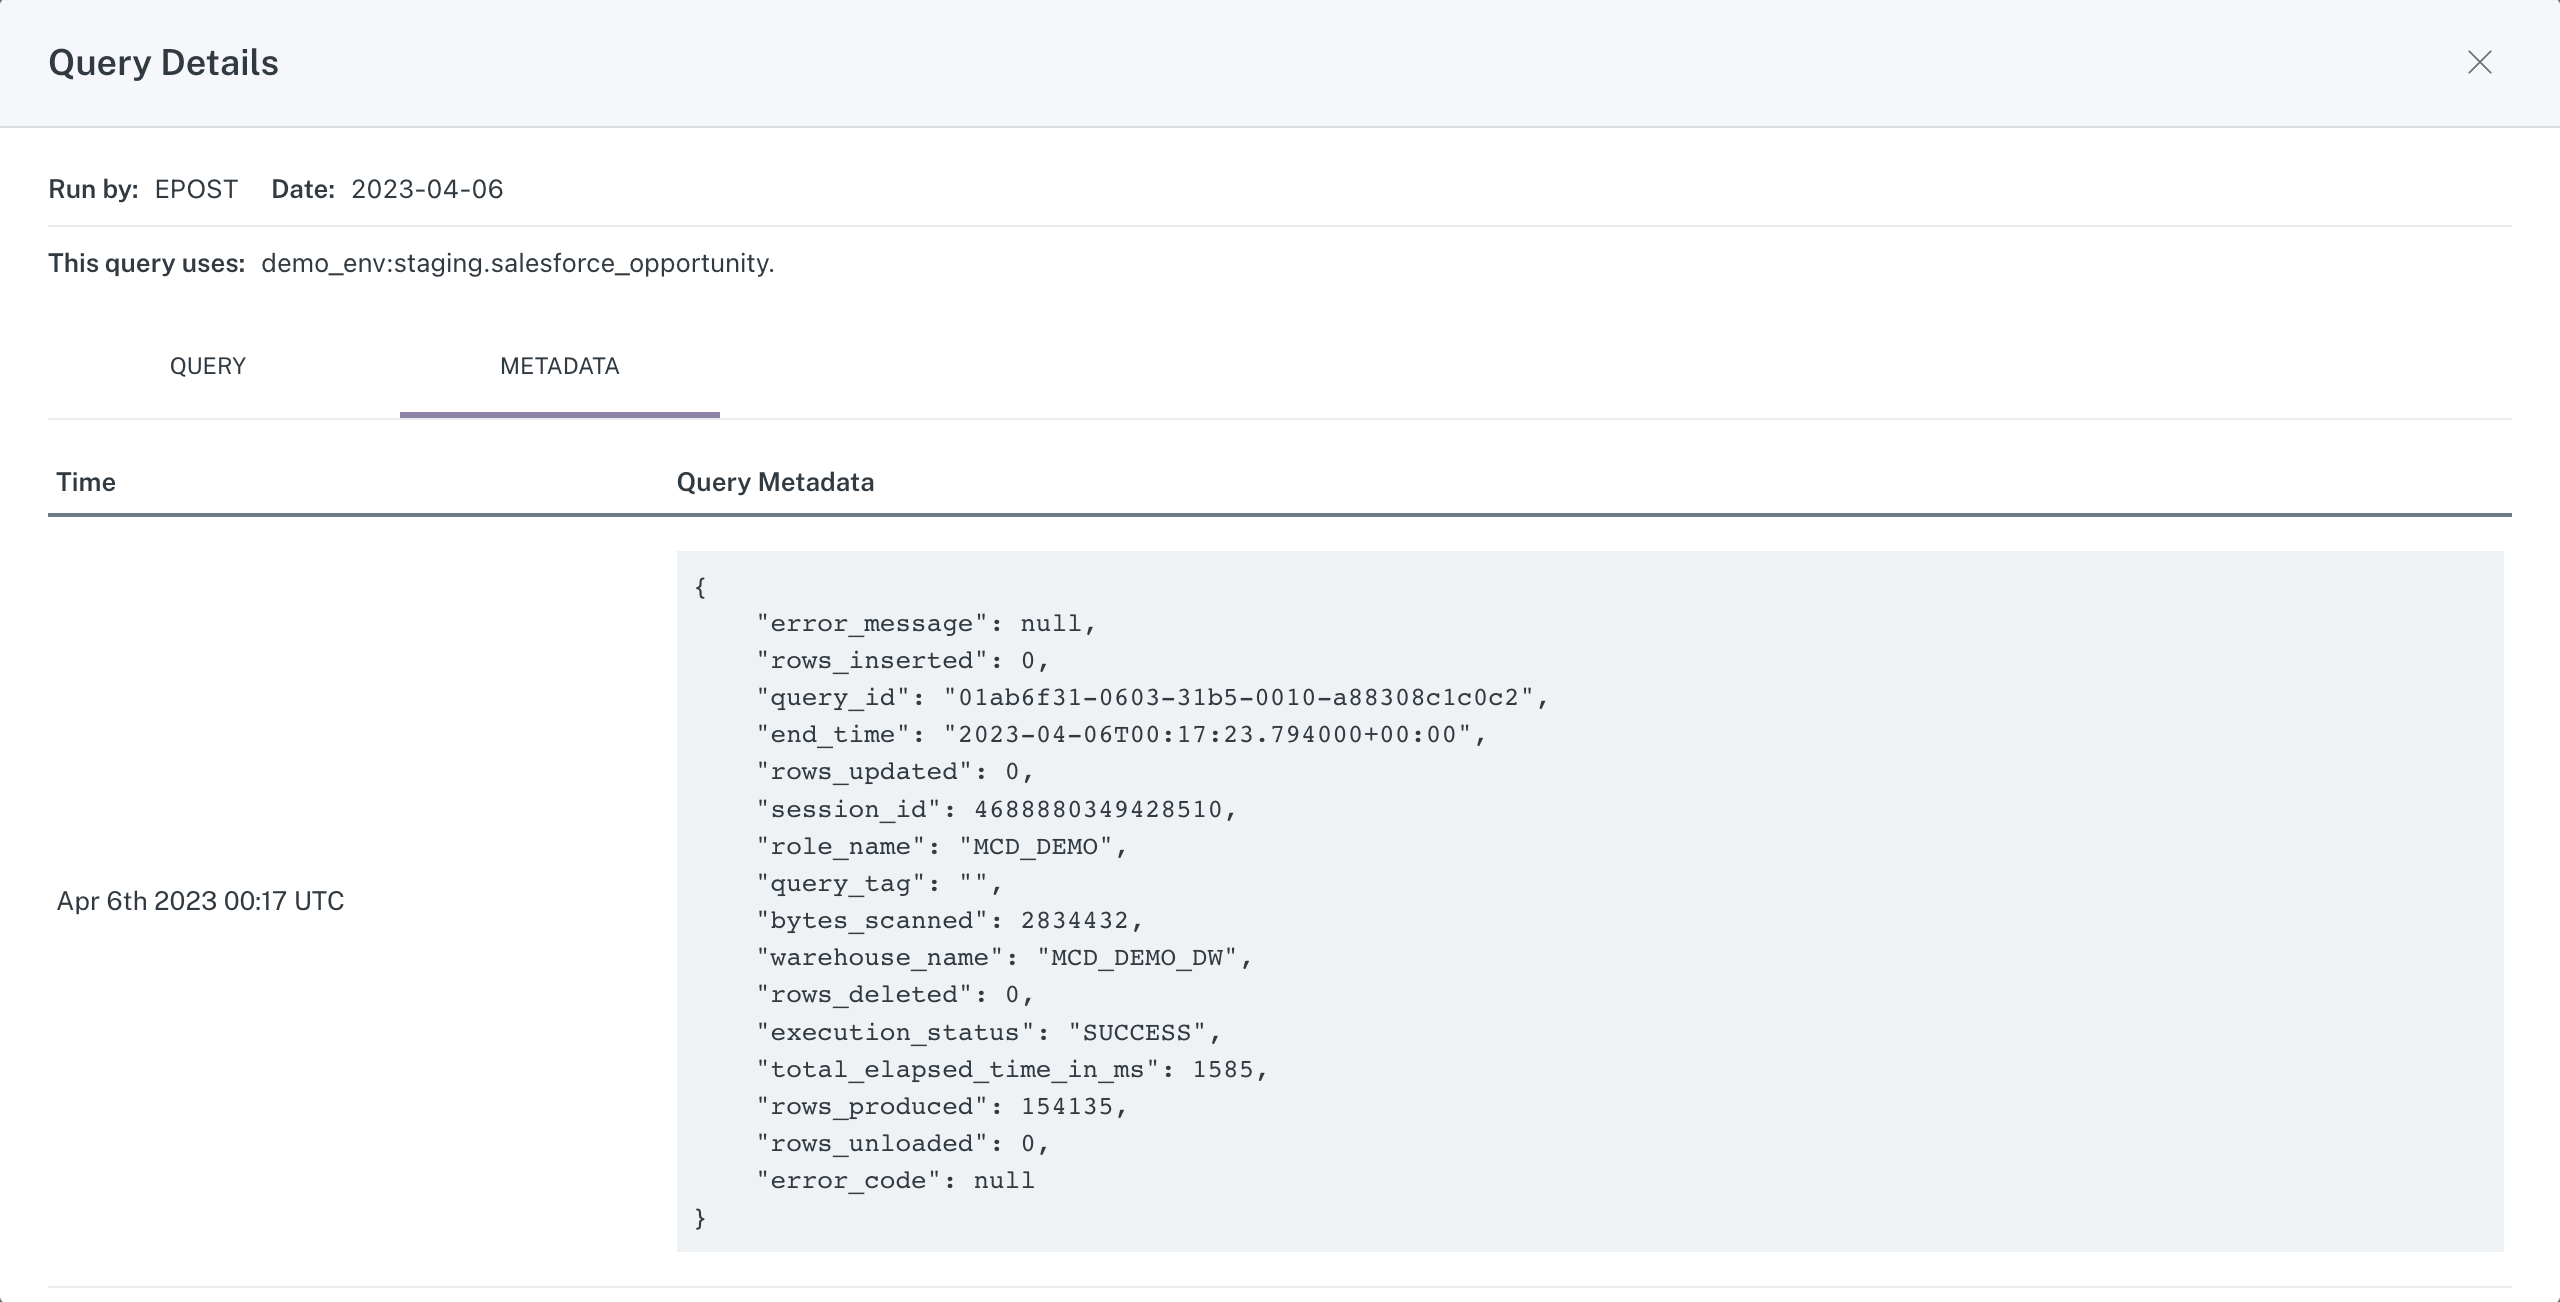 Query Details
Run by: EPOST Date: 2023-04-06
This query uses: demo_env:staging.salesforce_opportunity.
QUERY METADATA
Time Query Metadata
{
"error_message": null,
"rows_inserted": 0,
"query_id": "01ab6f31-0603-31b5-0010-a88308c1c0c2",
"end_time": "2023-04-06T00:17:23.794000+00:00",
"rows_updated": 0,
"session_id": 4688880349428510,
"role_name": "MCD_DEMO",
"query_tag": "",
Apr 6th 2023 00:17 UTC
"bytes_scanned": 2834432,
"warehouse_name": "MCD_DEMO_DW",
"rows_deleted": 0,
"execution_status": "SUCCESS",
"total_elapsed_time_in_ms": 1585,
"rows_produced": 154135,
"rows_unloaded": 0,
"error_code": null
}